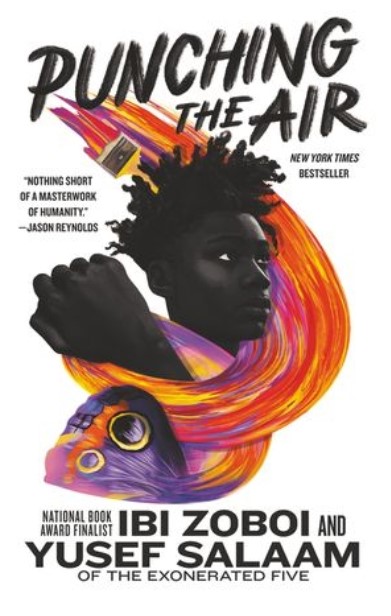 PUNCHING
THE AIR
NEW YORK TIMES
BESTSELLER
"NOTHING SHORT
OF A MASTERWORK
OF HUMANITY."
—JASON REYNOLDS
NATIONAL BOOK
AWARD FINALIST
IBI ZOBOI AND
YUSEF SALAAM
OF THE EXONERATED FIVE